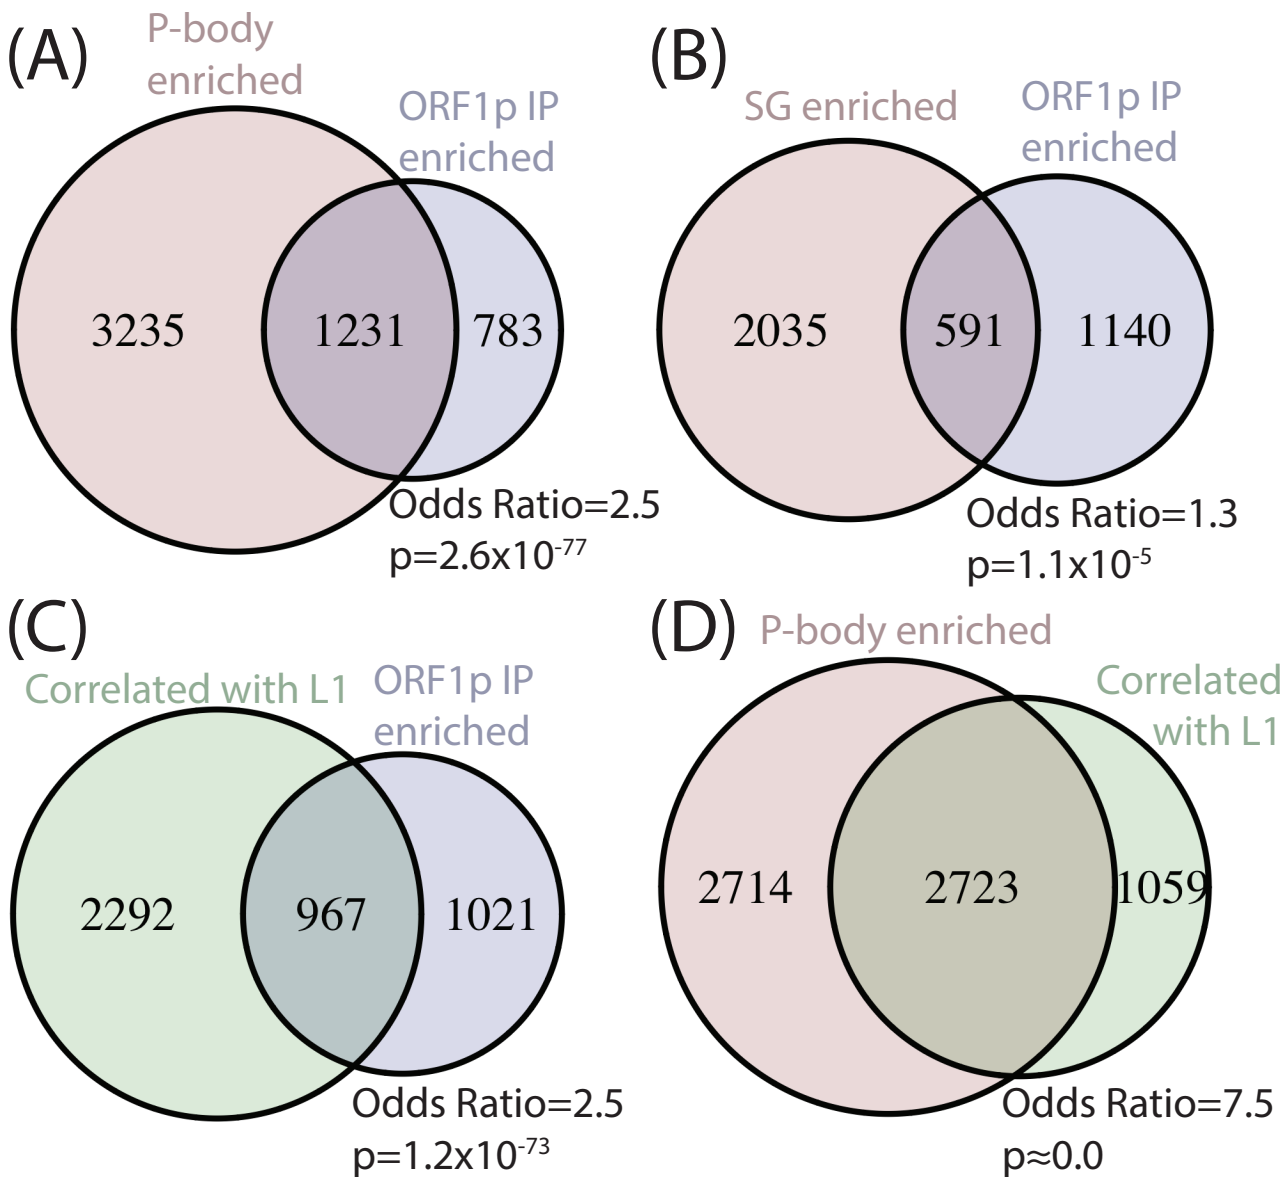 (A)
P-body
enriched
ORF1p IP
enriched
3235
1231
783
Odds Ratio=2.5
p=2.6x10⁻⁷⁷
(B)
SG enriched
ORF1p IP
enriched
2035
591
1140
Odds Ratio=1.3
p=1.1x10⁻⁵
(C)
Correlated with L1
ORF1p IP
enriched
2292
967
1021
Odds Ratio=2.5
p=1.2x10⁻⁷³
(D)
P-body enriched
Correlated
with L1
2714
2723
1059
Odds Ratio=7.5
p≈0.0